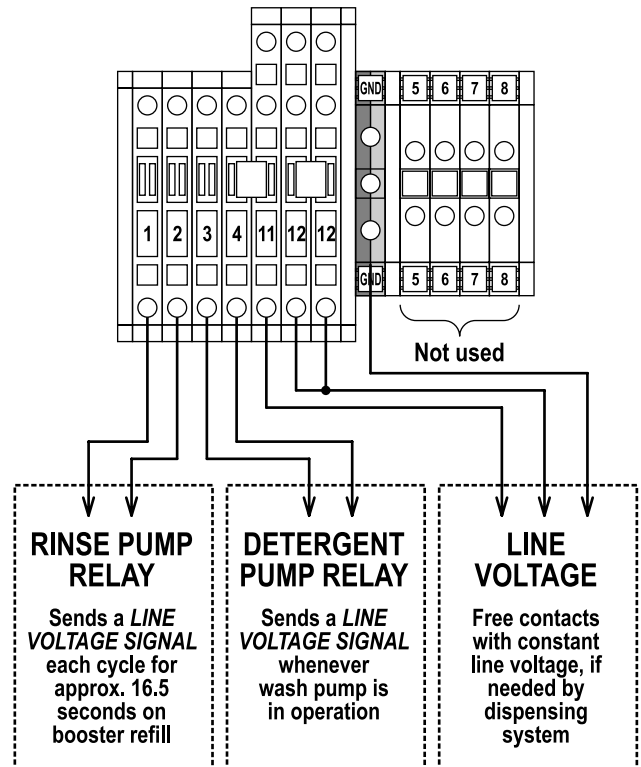 GND 5 6 7 8
1 2 3 4 11 12 12
GND 5 6 7 8
Not used
RINSE PUMP
RELAY
Sends a LINE
VOLTAGE SIGNAL
each cycle for
approx. 16.5
seconds on
booster refill
DETERGENT
PUMP RELAY
Sends a LINE
VOLTAGE SIGNAL
whenever
wash pump is
in operation
LINE
VOLTAGE
Free contacts
with constant
line voltage, if
needed by
dispensing
system